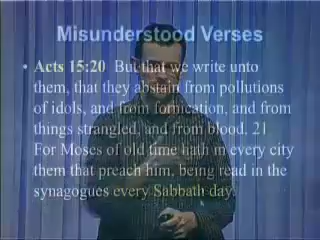 Misunderstood Verses
• Acts 15:20 But that we write unto
them, that they abstain from pollutions
of idols, and from fornication, and from
things strangled, and from blood. 21
For Moses of old time hath in every city
them that preach him, being read in the
synagogues every Sabbath day.